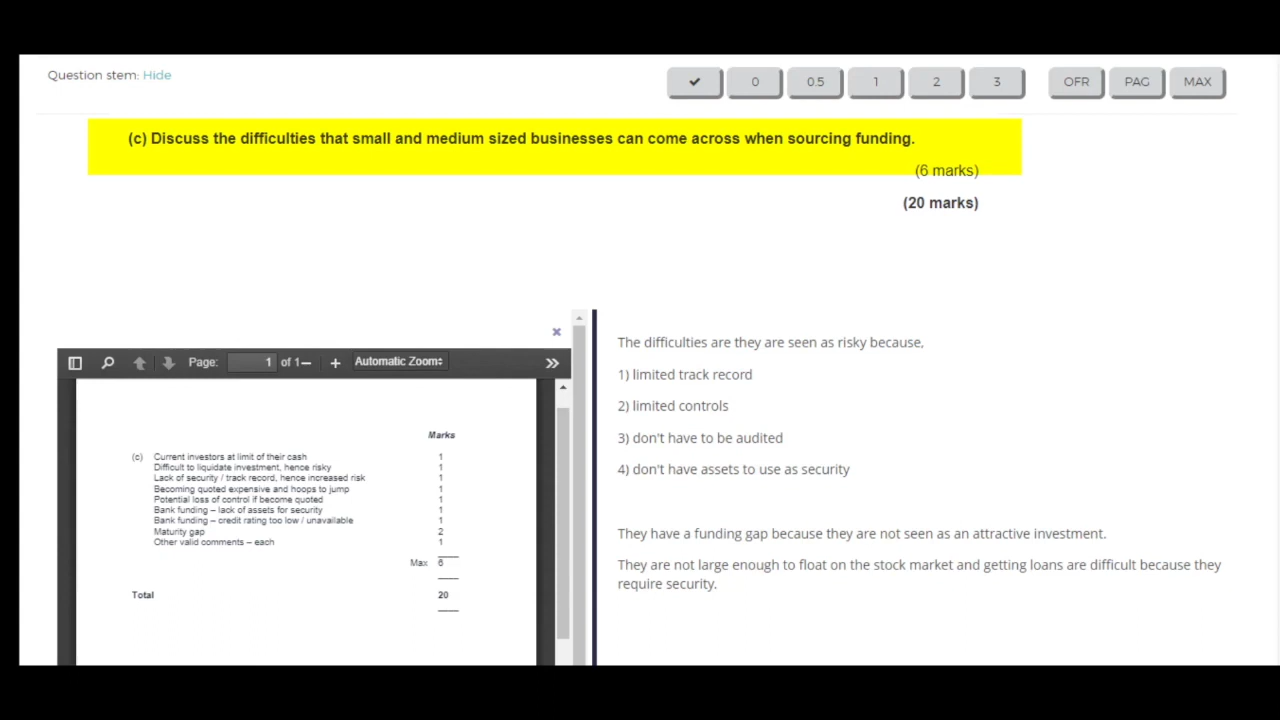 Question stem: Hide
0 0.5 1 2 3 OFR PAG MAX
(c) Discuss the difficulties that small and medium sized businesses can come across when sourcing funding.
(6 marks)
(20 marks)
Page: 1 of 1 Automatic Zoom
Marks
(c) Current investors at limit of their cash 1
Difficult to liquidate investment, hence risky 1
Lack of security / track record, hence increased risk 1
Becoming quoted expensive and hoops to jump 1
Potential loss of control if become quoted 1
Bank funding – lack of assets for security 1
Bank funding – credit rating too low / unavailable 1
Maturity gap 2
Other valid comments – each 1
Max 6
Total 20
The difficulties are they are seen as risky because,
1) limited track record
2) limited controls
3) don't have to be audited
4) don't have assets to use as security
They have a funding gap because they are not seen as an attractive investment.
They are not large enough to float on the stock market and getting loans are difficult because they
require security.